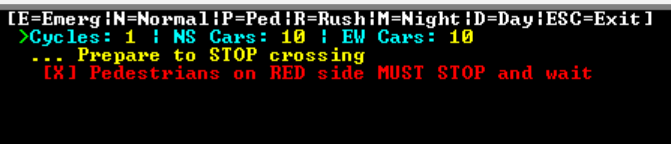 [E=Emerg|N=Normal|P=Ped|R=Rush|M=Night|D=Day|ESC=Exit]
>Cycles: 1 | NS Cars: 10 | EW Cars: 10
... Prepare to STOP crossing
[X] Pedestrians on RED side MUST STOP and wait